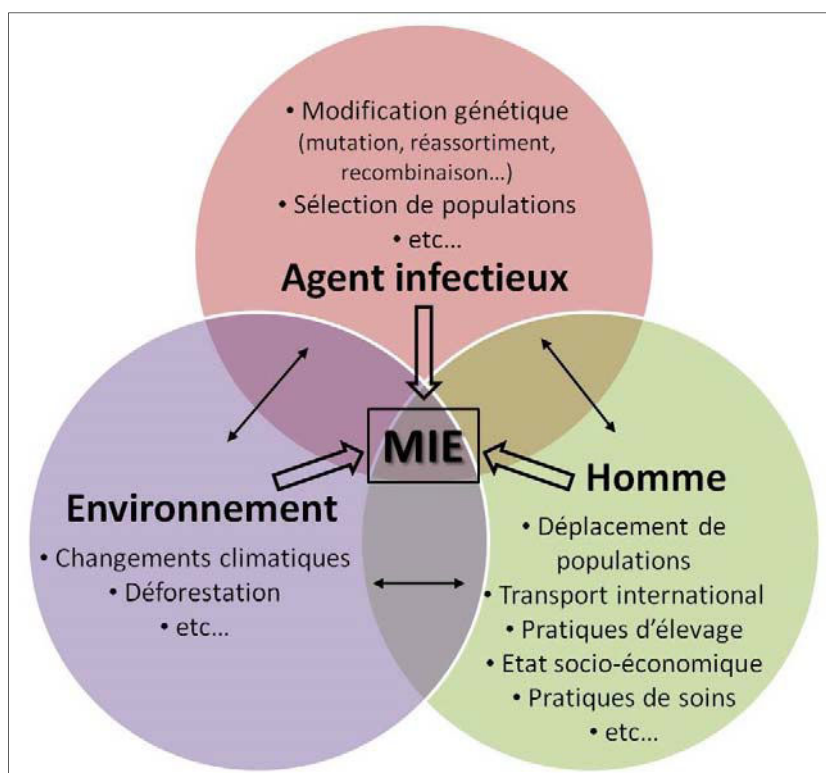 • Modification génétique
(mutation, réassortiment,
recombinaison...)
• Sélection de populations
• etc...
Agent infectieux
MIE
Environnement
• Changements climatiques
• Déforestation
• etc...
Homme
• Déplacement de
populations
• Transport international
• Pratiques d'élevage
• Etat socio-économique
• Pratiques de soins
• etc...